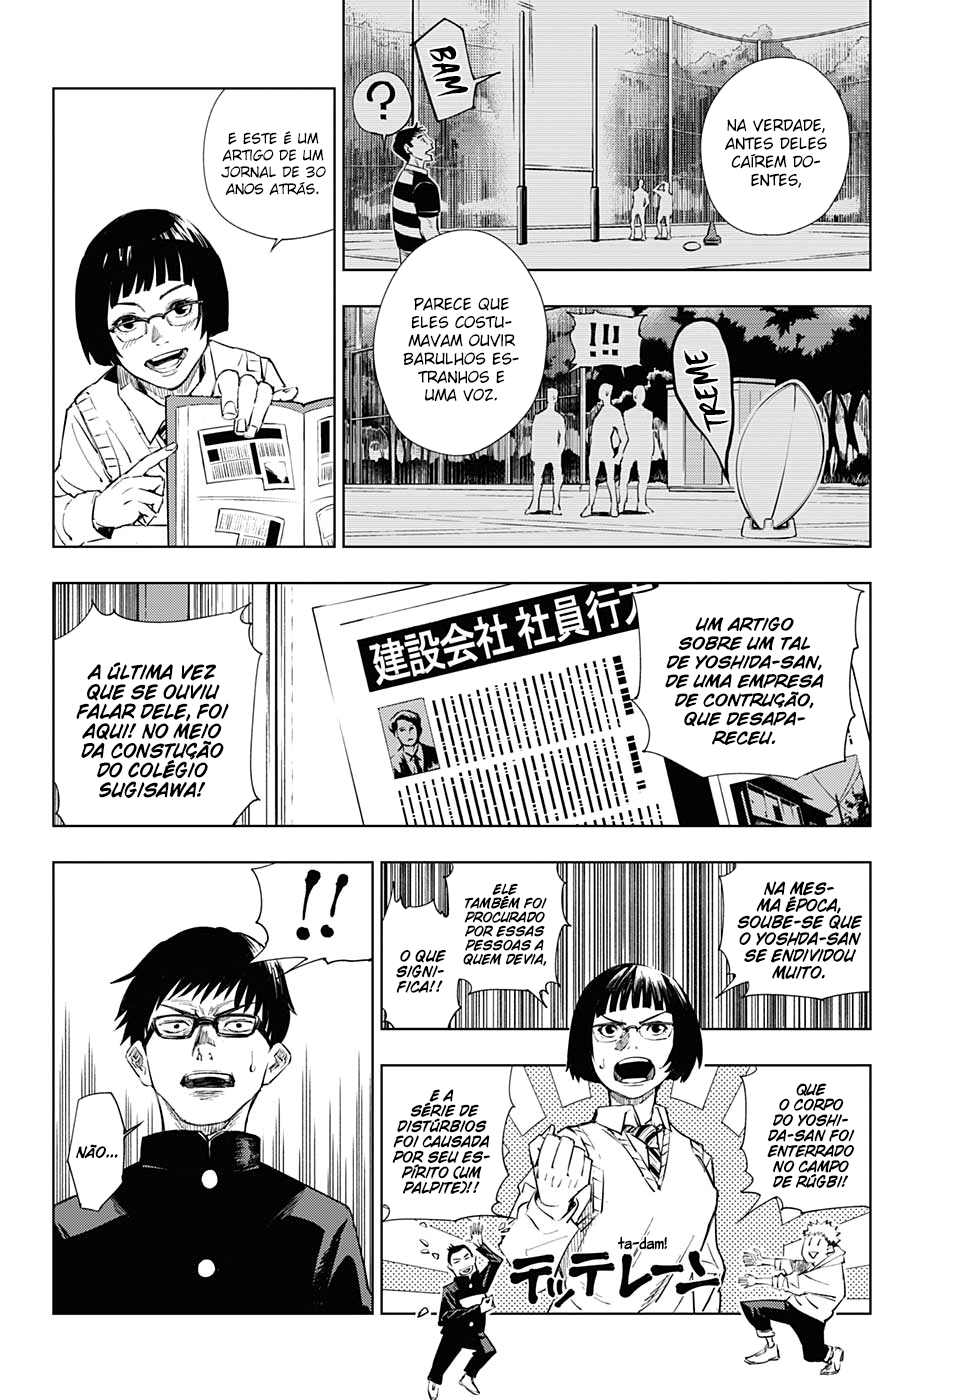 NA VERDADE,
ANTES DELES
CAÍREM DO-
ENTES,
BAM
?
PARECE QUE
ELES COSTU-
MAVAM OUVIR
BARULHOS ES-
TRANHOS E
UMA VOZ.
!!!
TREME
E ESTE É UM
ARTIGO DE UM
JORNAL DE 30
ANOS ATRÁS.
UM ARTIGO
SOBRE UM TAL
DE YOSHIDA-SAN,
DE UMA EMPRESA
DE CONTRUÇÃO,
QUE DESAPA-
RECEU.
建設会社 社員行
A ÚLTIMA VEZ
QUE SE OUVIU
FALAR DELE, FOI
AQUI! NO MEIO
DA CONSTUÇÃO
DO COLÉGIO
SUGISAWA!
NA MES-
MA ÉPOCA,
SOUBE-SE QUE
O YOSHDA-SAN
SE ENDIVIDOU
MUITO.
ELE
TAMBÉM FOI
PROCURADO
POR ESSAS
PESSOAS A
QUEM DEVIA,
O QUE
SIGNI-
FICA!!
QUE
O CORPO
DO YOSHI-
DA-SAN FOI
ENTERRADO
NO CAMPO
DE RÚGBI!
E A
SÉRIE DE
DISTÚRBIOS
FOI CAUSADA
POR SEU ES-
PÍRITO (UM
PALPITE)!!
ta-dam!
デッテレーン
!!
NÃO...